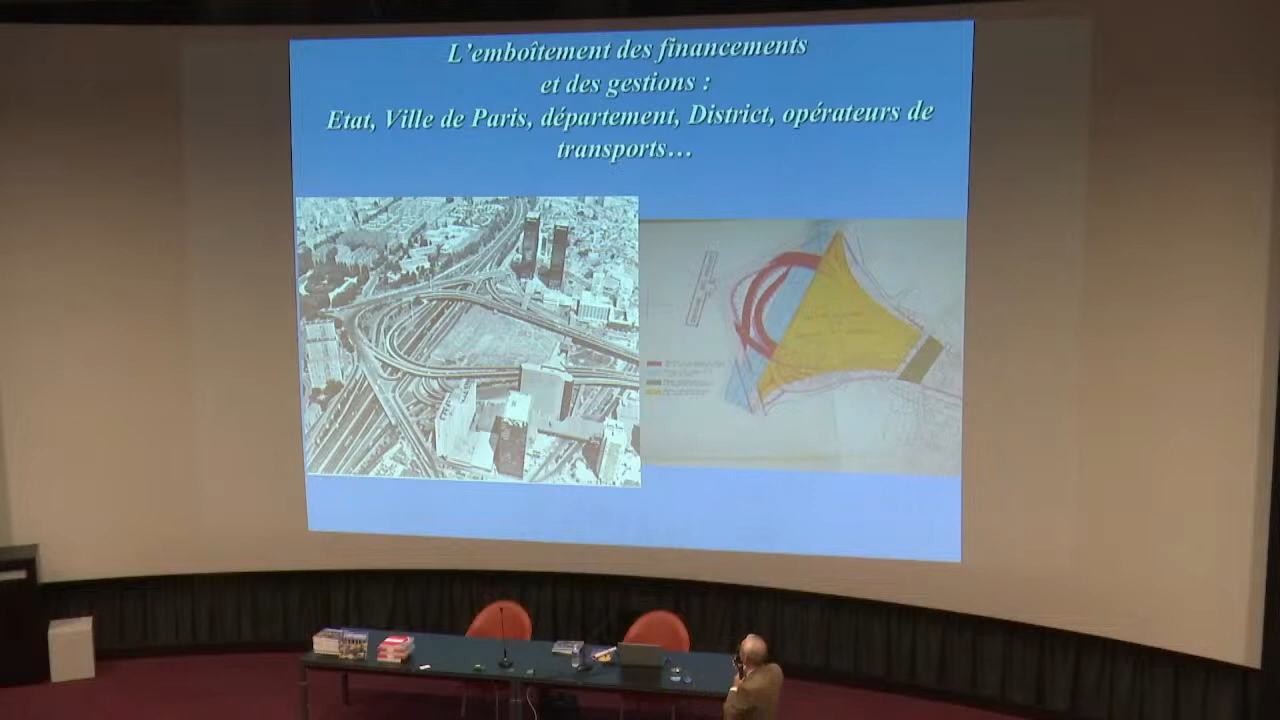 L'emboîtement des financements
et des gestions :
Etat, Ville de Paris, département, District, opérateurs de
transports…